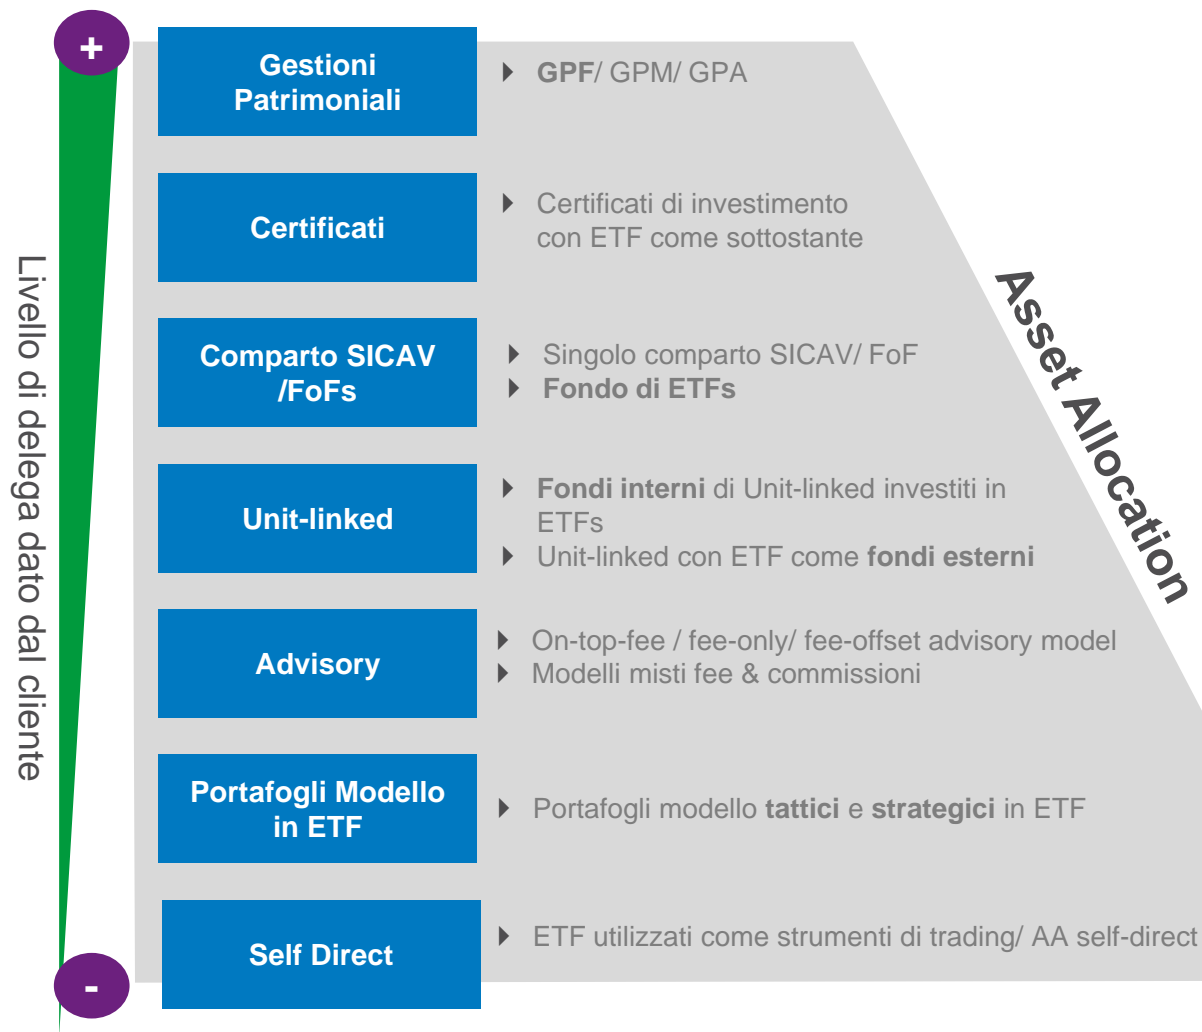 +
Gestioni
Patrimoniali
GPF/ GPM/ GPA
Certificati
Certificati di investimento
con ETF come sottostante
Comparto SICAV
/FoFs
Singolo comparto SICAV/ FoF
Fondo di ETFs
Unit-linked
Fondi interni di Unit-linked investiti in
ETFs
Unit-linked con ETF come fondi esterni
Advisory
On-top-fee / fee-only/ fee-offset advisory model
Modelli misti fee & commissioni
Portafogli Modello
in ETF
Portafogli modello tattici e strategici in ETF
Self Direct
ETF utilizzati come strumenti di trading/ AA self-direct
-
Livello di delega dato dal cliente
Asset Allocation